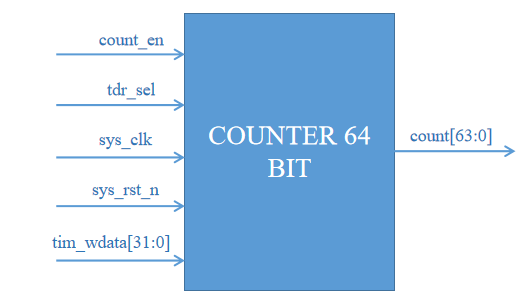 count_en
tdr_sel
sys_clk
sys_rst_n
tim_wdata[31:0]
COUNTER 64
BIT
count[63:0]